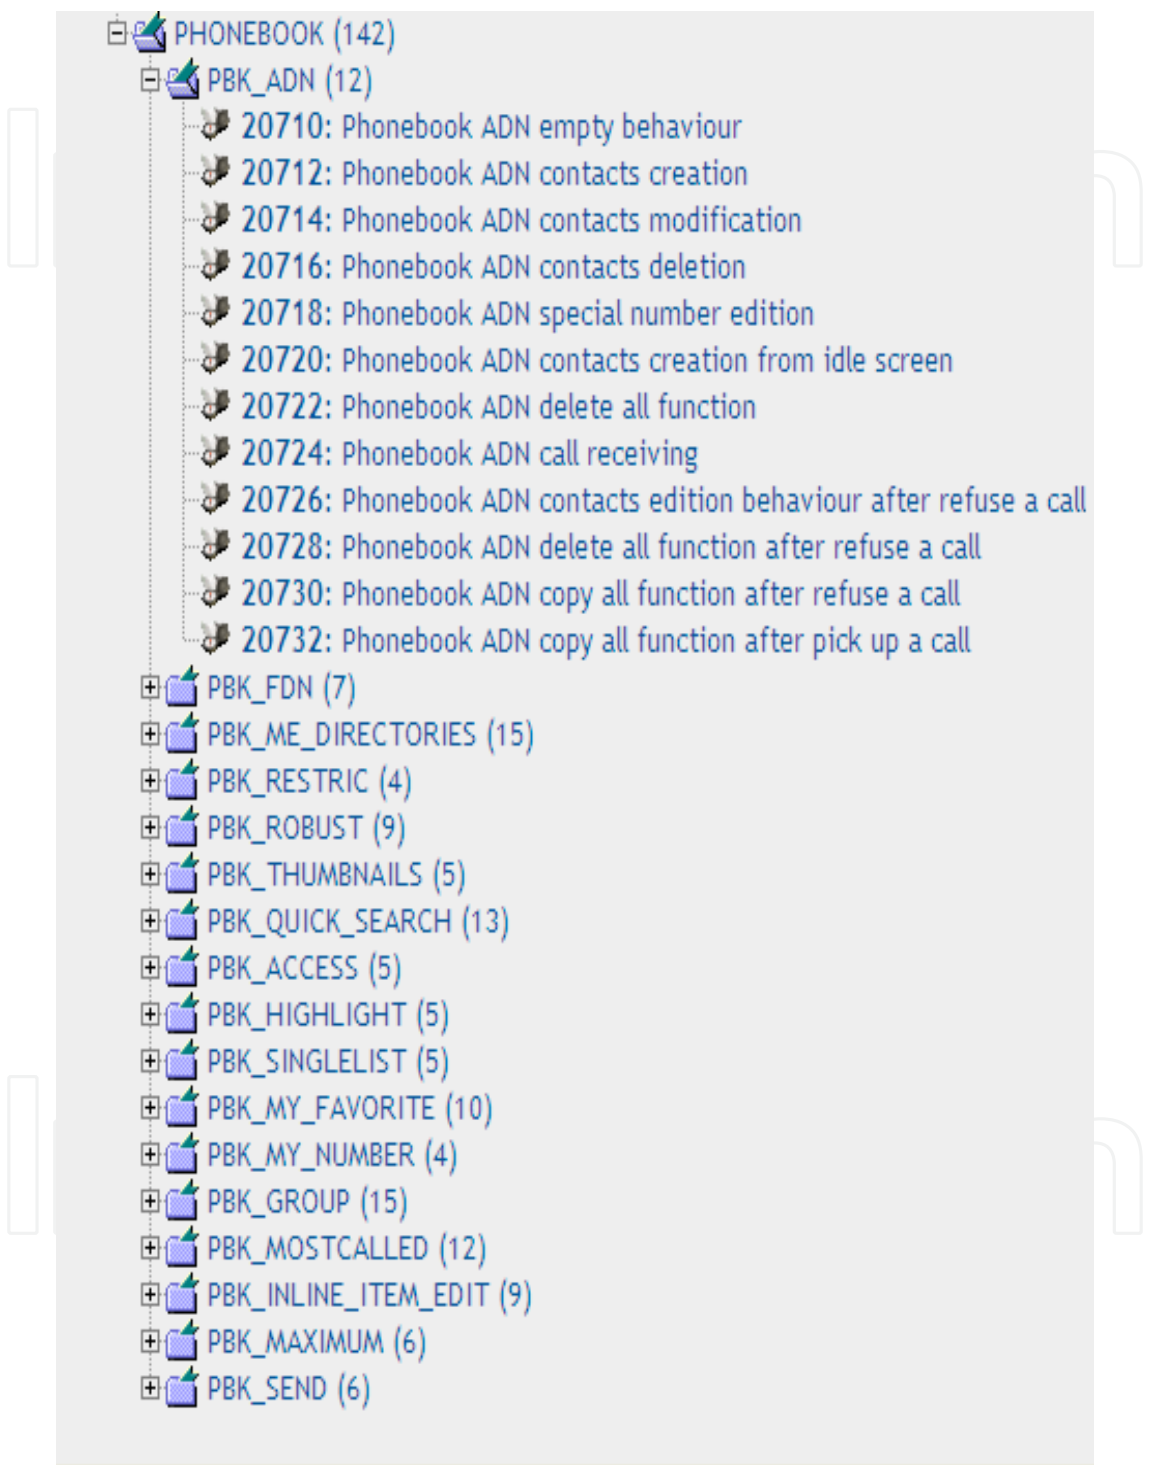 PHONEBOOK (142)
PBK_ADN (12)
20710: Phonebook ADN empty behaviour
20712: Phonebook ADN contacts creation
20714: Phonebook ADN contacts modification
20716: Phonebook ADN contacts deletion
20718: Phonebook ADN special number edition
20720: Phonebook ADN contacts creation from idle screen
20722: Phonebook ADN delete all function
20724: Phonebook ADN call receiving
20726: Phonebook ADN contacts edition behaviour after refuse a call
20728: Phonebook ADN delete all function after refuse a call
20730: Phonebook ADN copy all function after refuse a call
20732: Phonebook ADN copy all function after pick up a call
PBK_FDN (7)
PBK_ME_DIRECTORIES (15)
PBK_RESTRIC (4)
PBK_ROBUST (9)
PBK_THUMBNAILS (5)
PBK_QUICK_SEARCH (13)
PBK_ACCESS (5)
PBK_HIGHLIGHT (5)
PBK_SINGLELIST (5)
PBK_MY_FAVORITE (10)
PBK_MY_NUMBER (4)
PBK_GROUP (15)
PBK_MOSTCALLED (12)
PBK_INLINE_ITEM_EDIT (9)
PBK_MAXIMUM (6)
PBK_SEND (6)